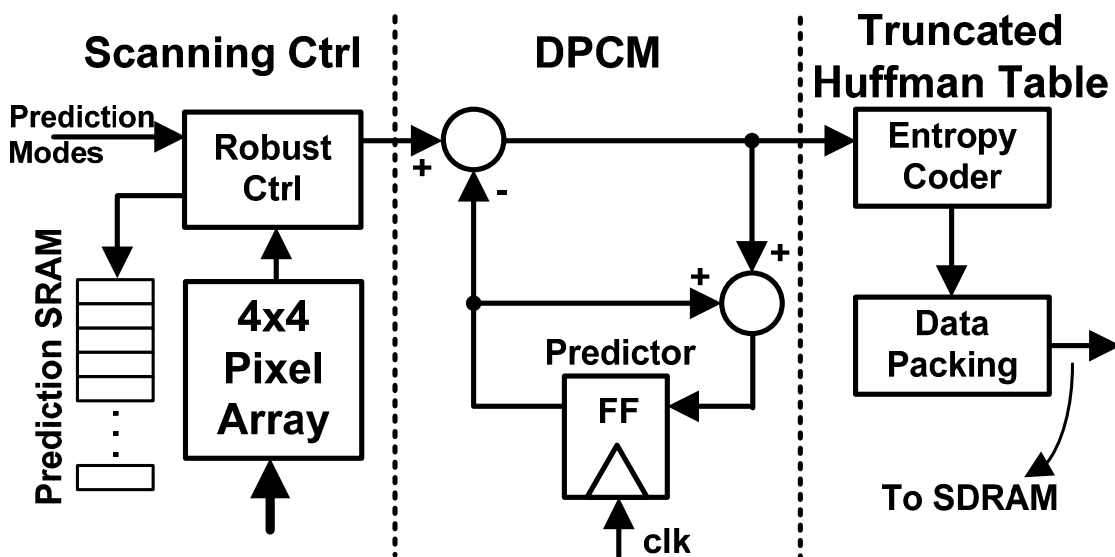 Scanning Ctrl
DPCM
Truncated
Huffman Table
Prediction
Modes
Robust
Ctrl
+
-
Entropy
Coder
Prediction SRAM
4x4
Pixel
Array
+
+
Predictor
FF
clk
Data
Packing
To SDRAM